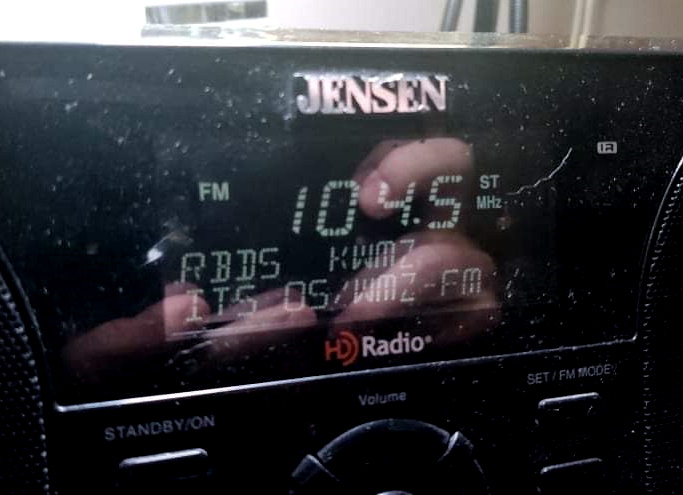 JENSEN
IR
FM 104.5 ST MHz
RBDS KWMZ
ITS OS/WMZ-FM /
HD Radio®
SET / FM MODE
Volume
STANDBY/ON